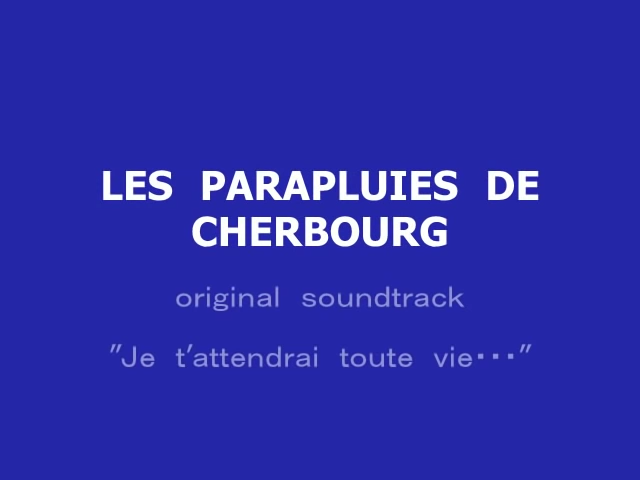 LES PARAPLUIES DE
CHERBOURG
original soundtrack
"Je t'attendrai toute vie･･･"